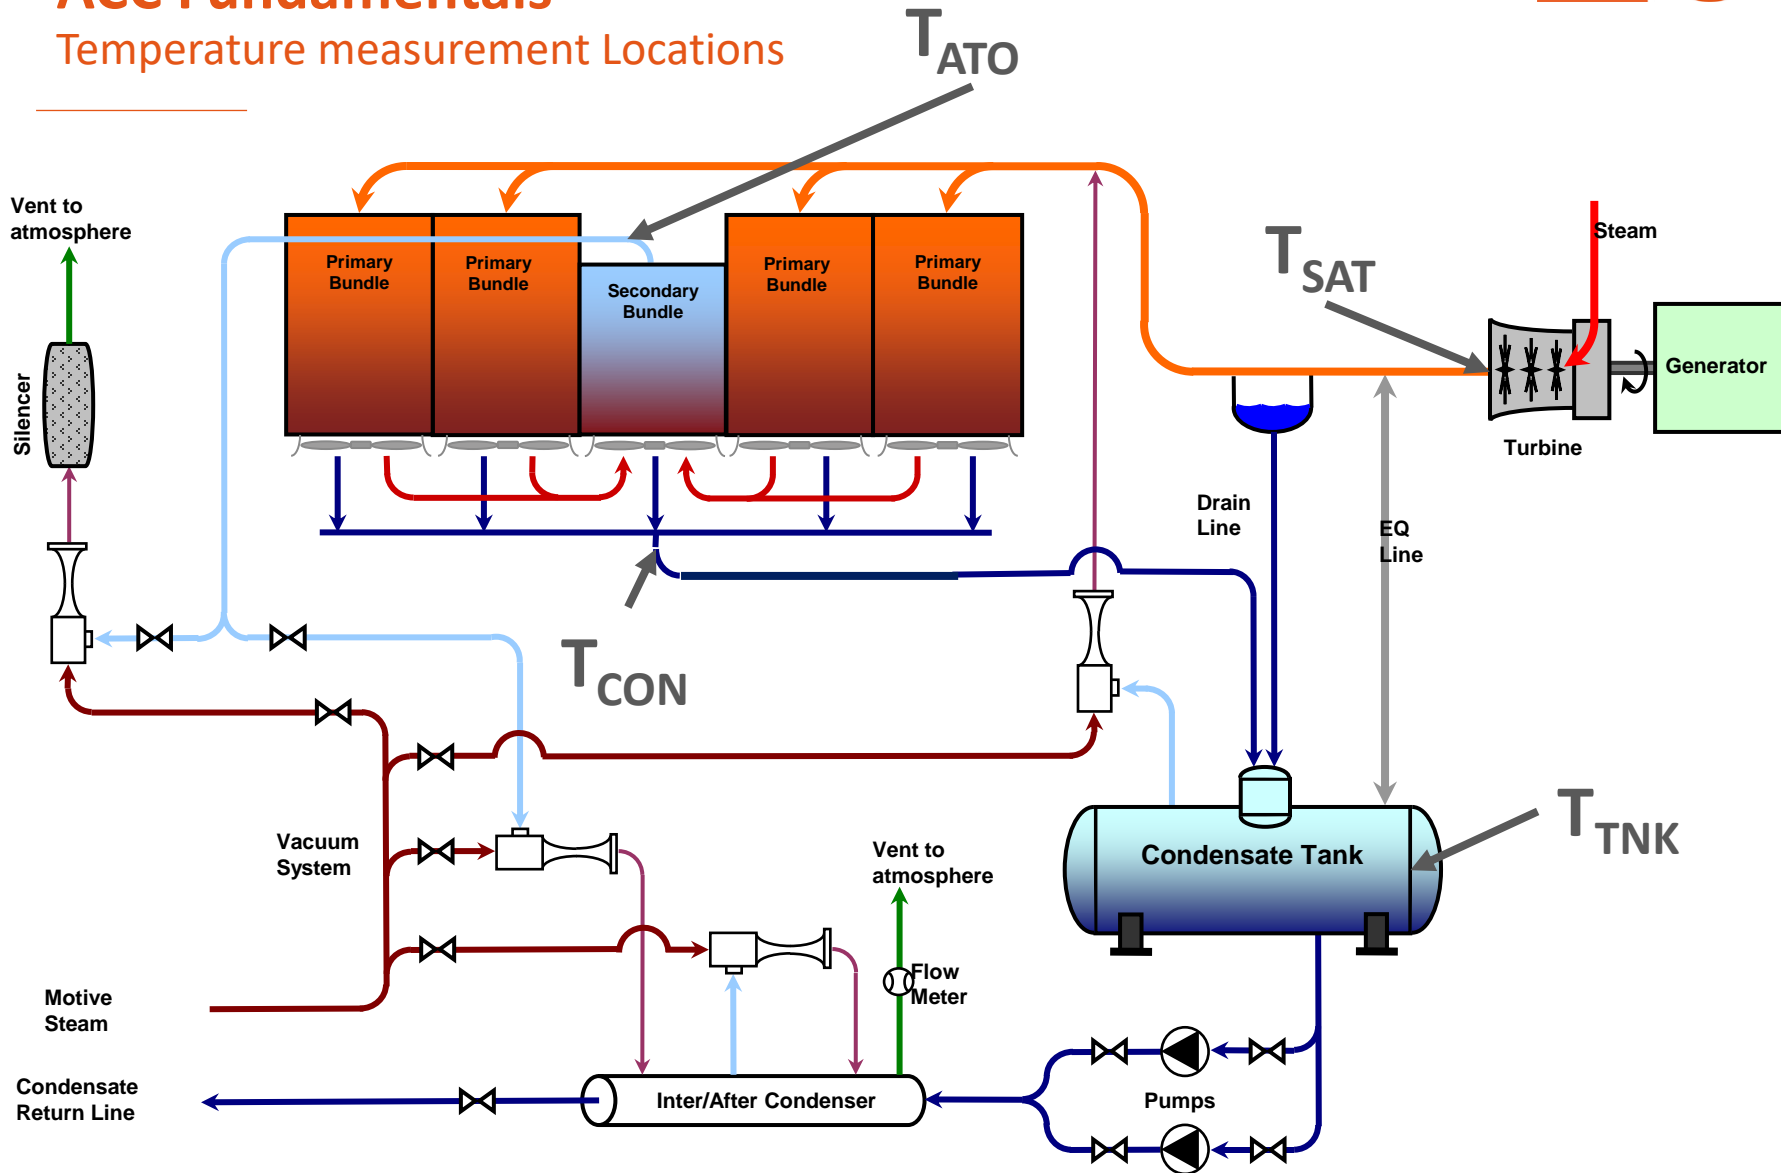 ACC Fundamentals
Temperature measurement Locations
TATO
Vent to
atmosphere
Primary
Bundle
Primary
Bundle
Secondary
Bundle
Primary
Bundle
Primary
Bundle
TSAT
Steam
Generator
Turbine
Silencer
Drain
Line
EQ
Line
TCON
Vacuum
System
Vent to
atmosphere
Condensate Tank
TTNK
Flow
Meter
Motive
Steam
Condensate
Return Line
Inter/After Condenser
Pumps